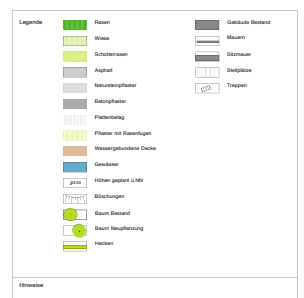 Legende
Rasen
Wiese
Schotterrasen
Asphalt
Natursteinpflaster
Betonpflaster
Plattenbelag
Pflaster mit Rasenfugen
Wassergebundene Decke
Gewässer
Höhen geplant ü.NN
Böschungen
Baum Bestand
Baum Neupflanzung
Hecken
Gebäude Bestand
Mauern
Sitzmauer
Stellplätze
Treppen
Hinweise